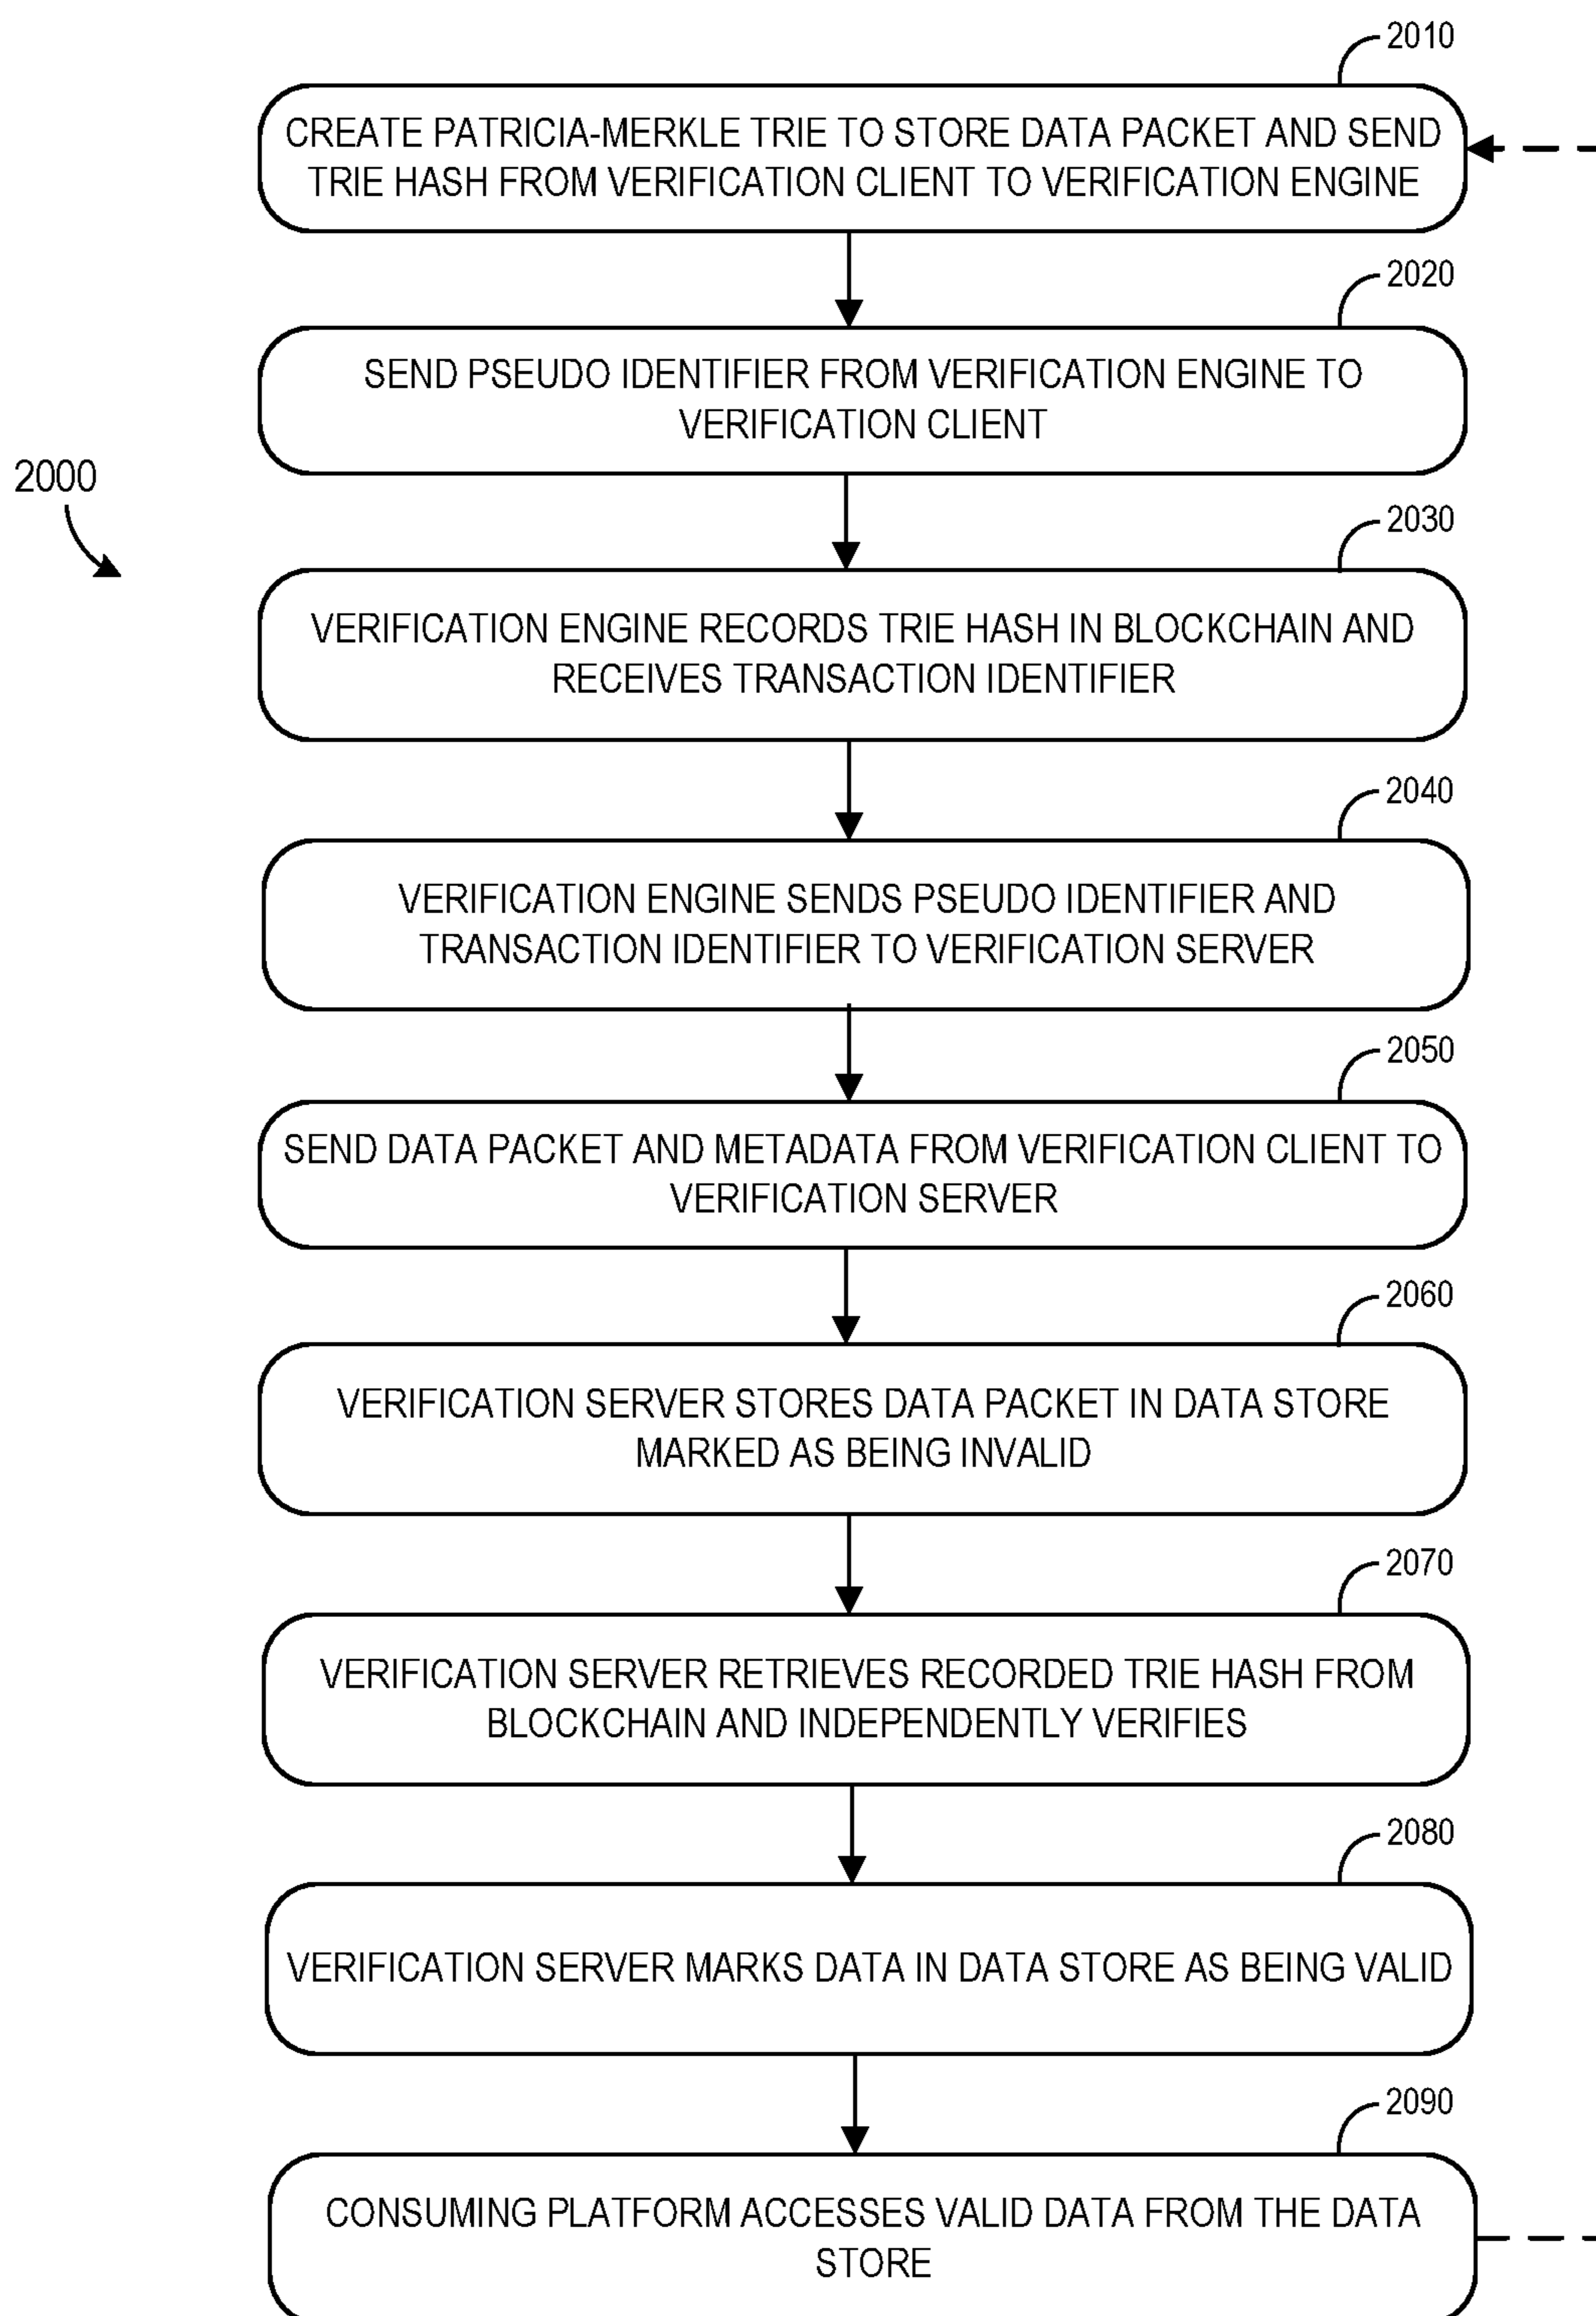 2010
CREATE PATRICIA-MERKLE TRIE TO STORE DATA PACKET AND SEND
TRIE HASH FROM VERIFICATION CLIENT TO VERIFICATION ENGINE
2020
SEND PSEUDO IDENTIFIER FROM VERIFICATION ENGINE TO
VERIFICATION CLIENT
2000
2030
VERIFICATION ENGINE RECORDS TRIE HASH IN BLOCKCHAIN AND
RECEIVES TRANSACTION IDENTIFIER
2040
VERIFICATION ENGINE SENDS PSEUDO IDENTIFIER AND
TRANSACTION IDENTIFIER TO VERIFICATION SERVER
2050
SEND DATA PACKET AND METADATA FROM VERIFICATION CLIENT TO
VERIFICATION SERVER
2060
VERIFICATION SERVER STORES DATA PACKET IN DATA STORE
MARKED AS BEING INVALID
2070
VERIFICATION SERVER RETRIEVES RECORDED TRIE HASH FROM
BLOCKCHAIN AND INDEPENDENTLY VERIFIES
2080
VERIFICATION SERVER MARKS DATA IN DATA STORE AS BEING VALID
2090
CONSUMING PLATFORM ACCESSES VALID DATA FROM THE DATA
STORE